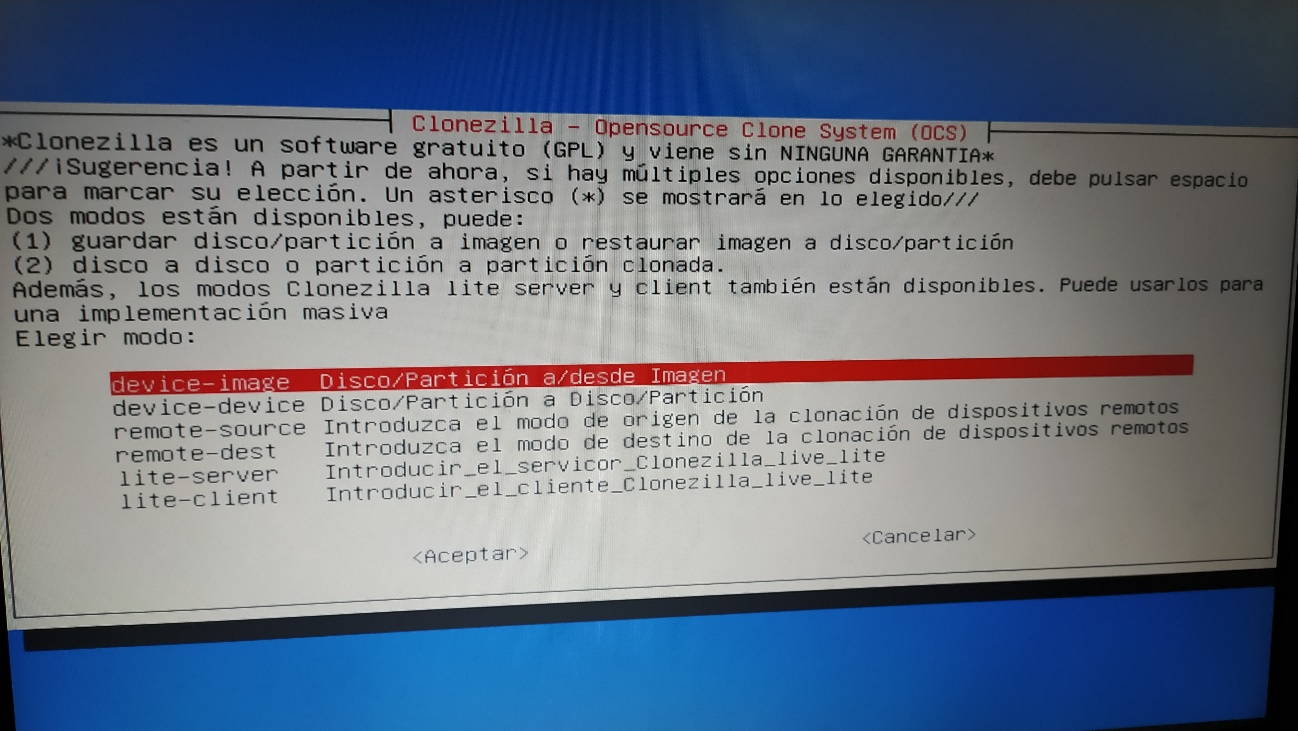 Clonezilla - Opensource Clone System (OCS)
*Clonezilla es un software gratuito (GPL) y viene sin NINGUNA GARANTIA*
///¡Sugerencia! A partir de ahora, si hay múltiples opciones disponibles, debe pulsar espacio
para marcar su elección. Un asterisco (*) se mostrará en lo elegido///
Dos modos están disponibles, puede:
(1) guardar disco/partición a imagen o restaurar imagen a disco/partición
(2) disco a disco o partición a partición clonada.
Además, los modos Clonezilla lite server y client también están disponibles. Puede usarlos para
una implementación masiva
Elegir modo:
device-image Disco/Partición a/desde Imagen
device-device Disco/Partición a Disco/Partición
remote-source Introduzca el modo de origen de la clonación de dispositivos remotos
remote-dest Introduzca el modo de destino de la clonación de dispositivos remotos
lite-server Introducir_el_servicor_Clonezilla_live_lite
lite-client Introducir_el_cliente_Clonezilla_live_lite
<Aceptar> <Cancelar>